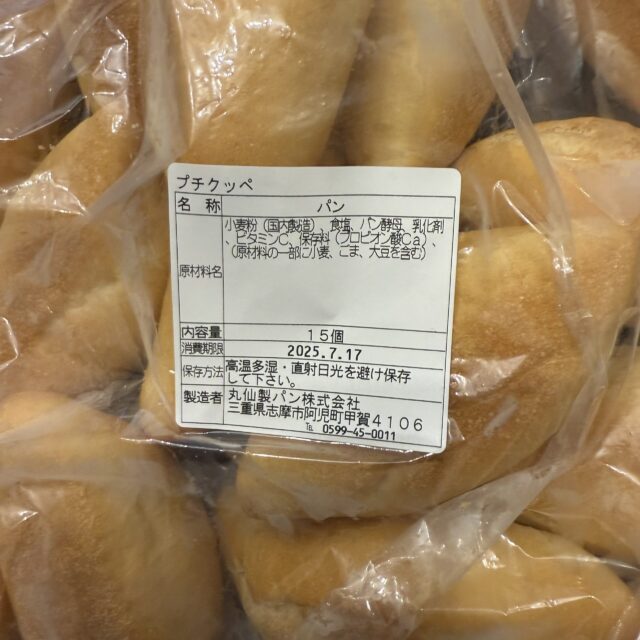 プチクッペ
名 称 パン
原材料名 小麦粉（国内製造）、食塩、パン酵母、乳化剤
、ビタミンC、保存料（プロピオン酸Ca）、
（原材料の一部に小麦、ごま、大豆を含む）
内容量 15個
消費期限 2025.7.17
保存方法 高温多湿・直射日光を避け保存
して下さい。
製造者 丸仙製パン株式会社
三重県志摩市阿児町甲賀4106
℡ 0599-45-0011